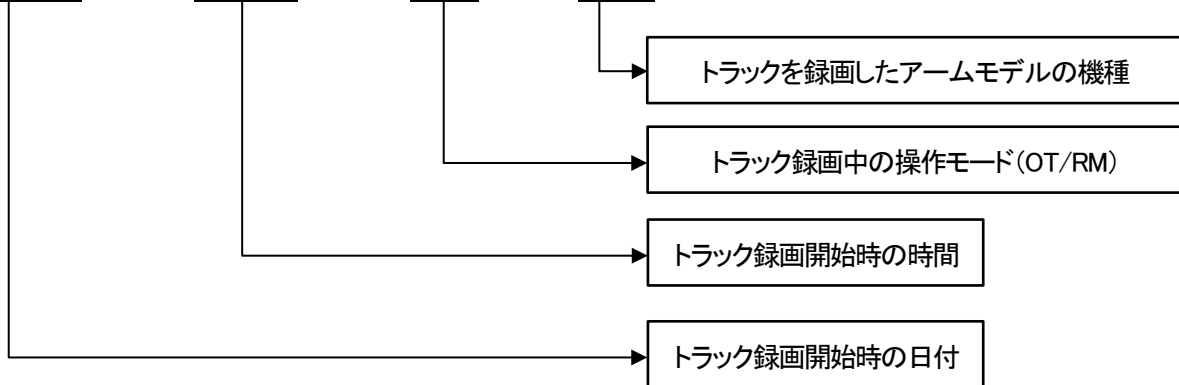 トラックを録画したアームモデルの機種
トラック録画中の操作モード(OT/RM)
トラック録画開始時の時間
トラック録画開始時の日付